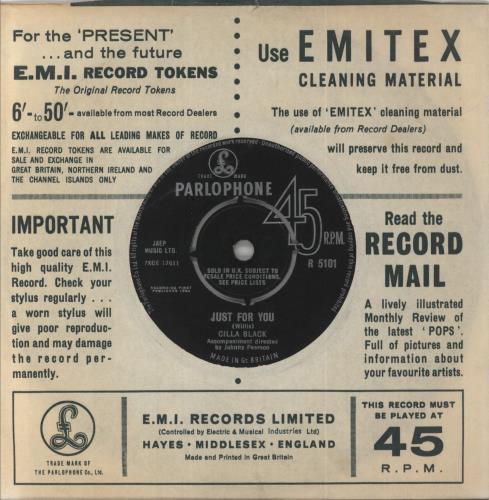 For the 'PRESENT'
...and the future
E.M.I. RECORD TOKENS
The Original Record Tokens
6'- to 50'- available from most Record Dealers
EXCHANGEABLE FOR ALL LEADING MAKES OF RECORD
E.M.I. RECORD TOKENS ARE AVAILABLE FOR
SALE AND EXCHANGE IN
GREAT BRITAIN, NORTHERN IRELAND AND
THE CHANNEL ISLANDS ONLY
Use EMITEX
CLEANING MATERIAL
The use of 'EMITEX' cleaning material
(available from Record Dealers)
will preserve this record and
keep it free from dust.
IMPORTANT
Take good care of this
high quality E.M.I.
Record. Check your
stylus regularly ...
a worn stylus will
give poor reproduc-
tion and may damage
the record per-
manently.
TRADE MARK
PARLOPHONE
45
R.P.M.
JAEP
MUSIC LTD.
7XCE 17611
R 5101
SOLD IN U.K. SUBJECT TO
RESALE PRICE CONDITIONS,
SEE PRICE LISTS
RECORDING FIRST
PUBLISHED 1964
JUST FOR YOU
(Willis)
CILLA BLACK
Accompaniment directed
by Johnny Pearson
MADE IN GT. BRITAIN
Read the
RECORD
MAIL
A lively illustrated
Monthly Review of
the latest 'POPS'.
Full of pictures and
information about
your favourite artists.
TRADE MARK OF
THE PARLOPHONE Co., Ltd.
E.M.I. RECORDS LIMITED
(Controlled by Electric & Musical Industries Ltd)
HAYES • MIDDLESEX • ENGLAND
Made and Printed in Great Britain
THIS RECORD MUST
BE PLAYED AT
45
R.P.M.